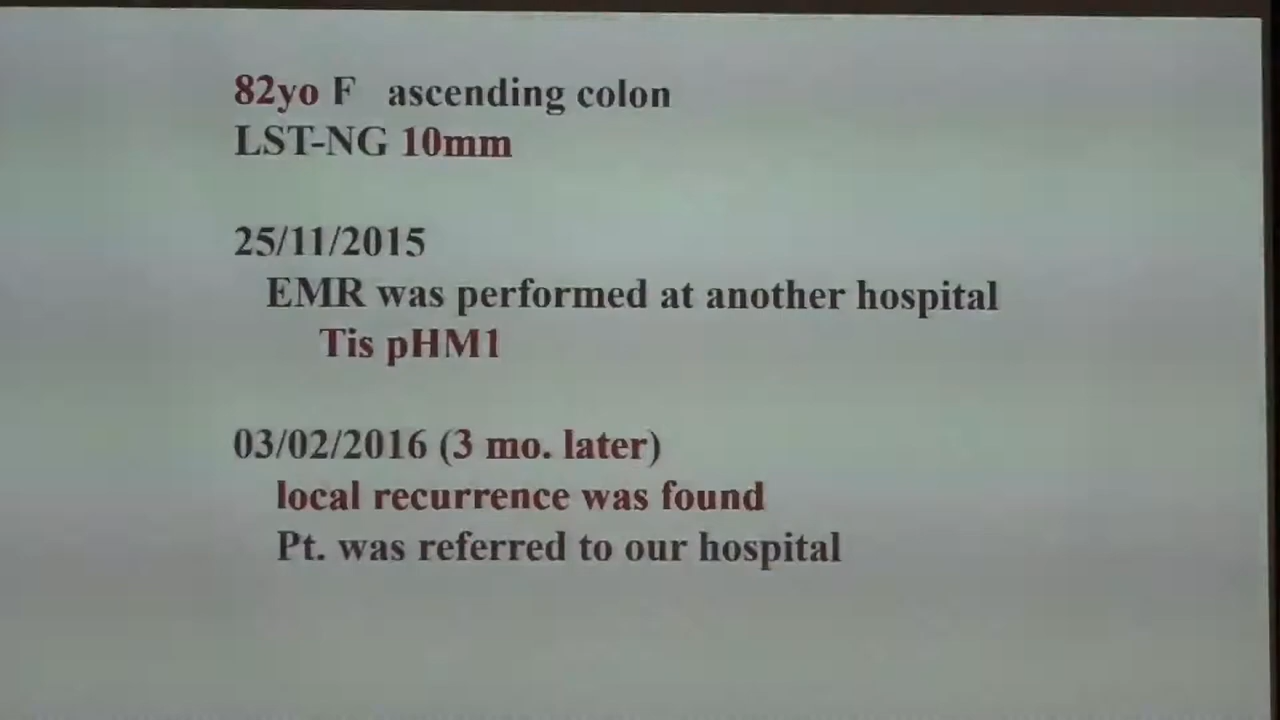 82yo F ascending colon
LST-NG 10mm
25/11/2015
EMR was performed at another hospital
Tis pHM1
03/02/2016 (3 mo. later)
local recurrence was found
Pt. was referred to our hospital